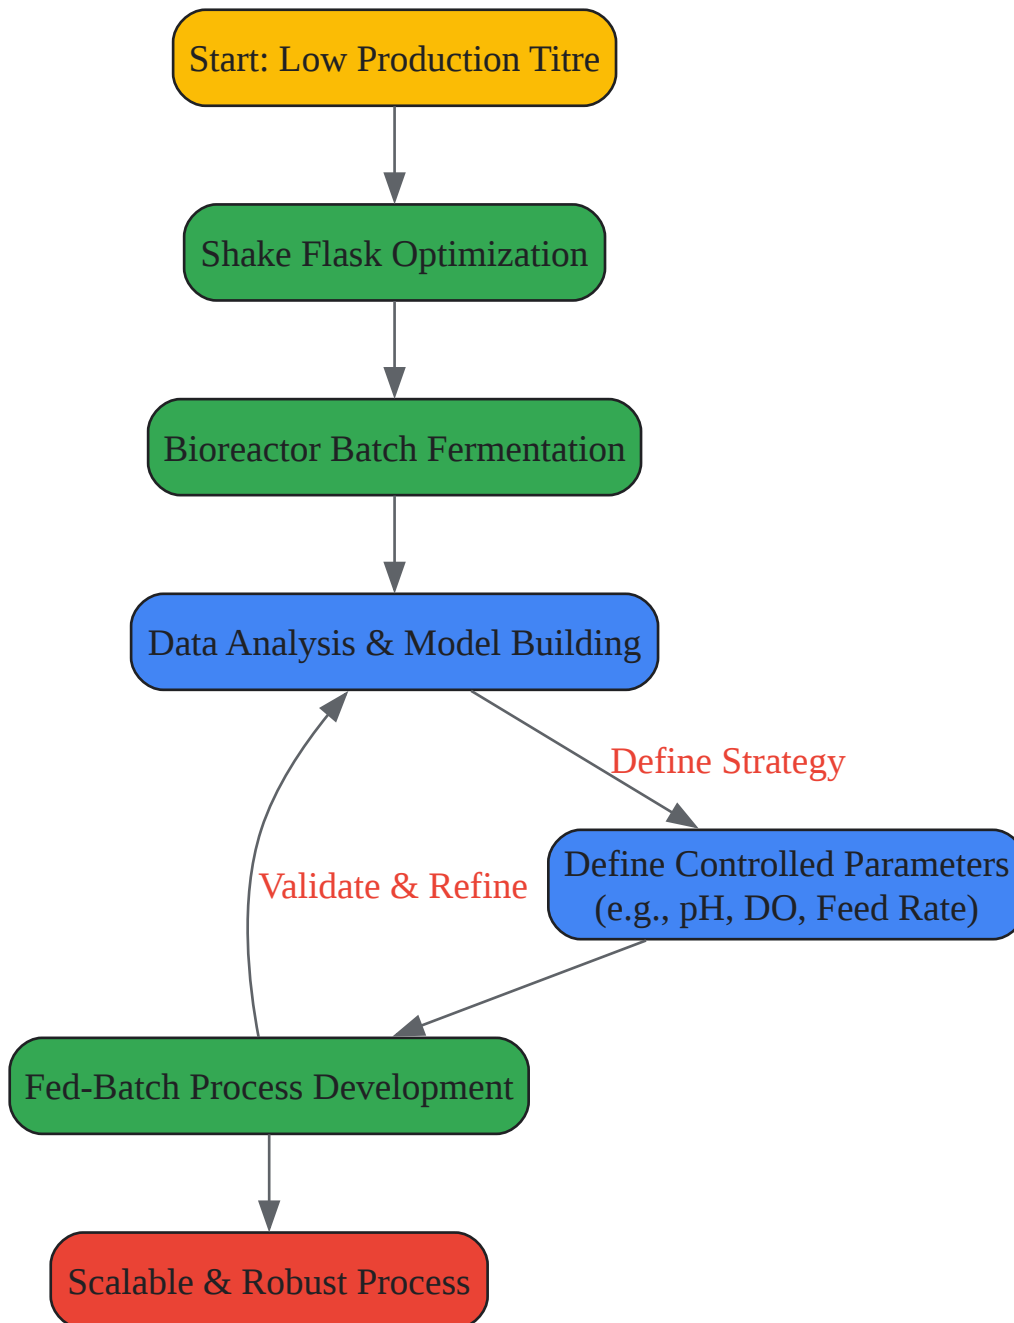 Start: Low Production Titre
Shake Flask Optimization
Bioreactor Batch Fermentation
Data Analysis & Model Building
Define Strategy
Define Controlled Parameters
(e.g., pH, DO, Feed Rate)
Validate & Refine
Fed-Batch Process Development
Scalable & Robust Process